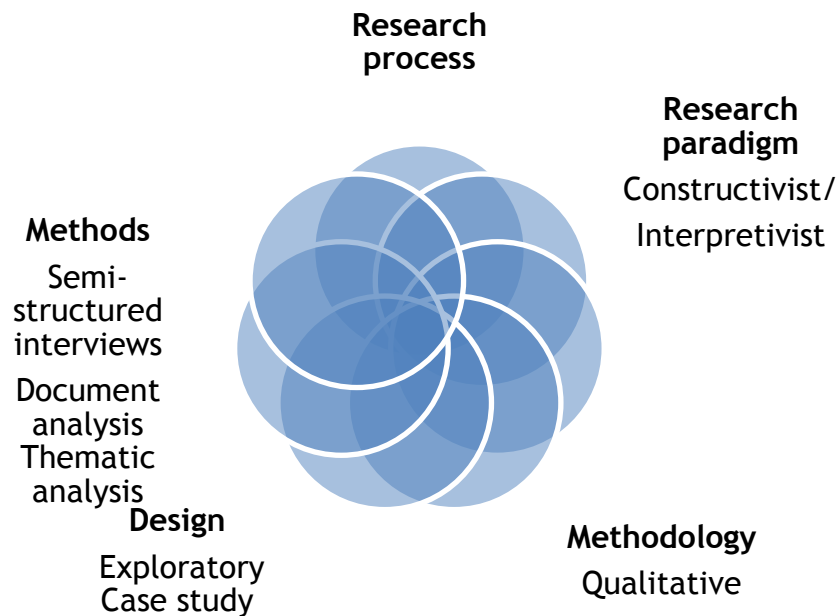 Research
process
Research
paradigm
Constructivist/
Interpretivist
Methodology
Qualitative
Design
Exploratory
Case study
Methods
Semi-
structured
interviews
Document
analysis
Thematic
analysis